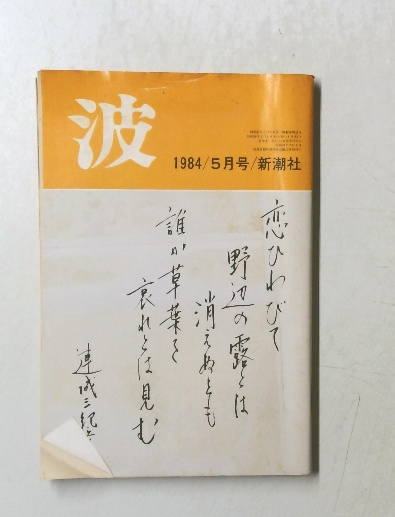 波
1984/5月号/新潮社
恋ひわびて
野辺の露とは
消えぬとも
誰か草葉を
哀れとは見む
連城三紀彦